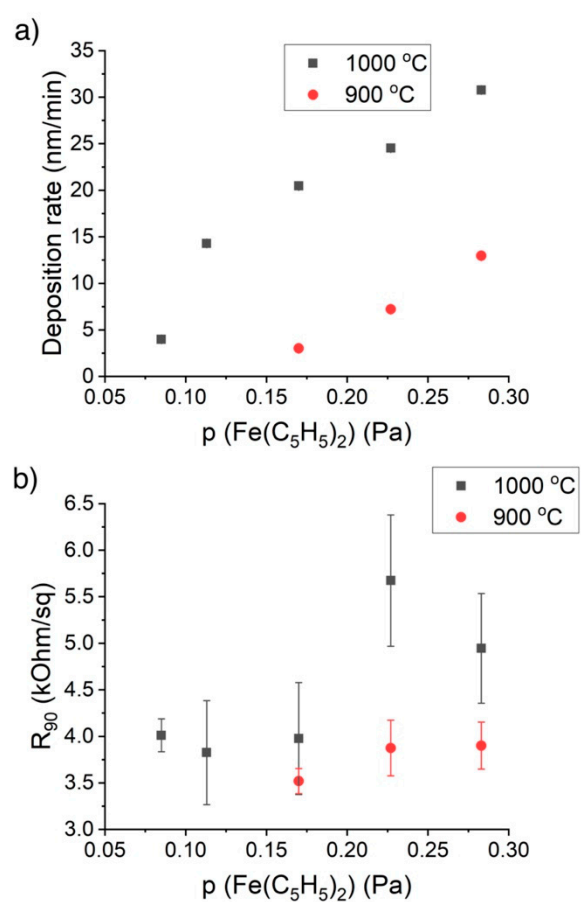 a)
1000 °C
900 °C
Deposition rate (nm/min)
35
30
25
20
15
10
5
0
0.05 0.10 0.15 0.20 0.25 0.30
p (Fe(C₅H₅)₂) (Pa)
b)
1000 °C
900 °C
R₉₀ (kOhm/sq)
6.5
6.0
5.5
5.0
4.5
4.0
3.5
3.0
0.05 0.10 0.15 0.20 0.25 0.30
p (Fe(C₅H₅)₂) (Pa)